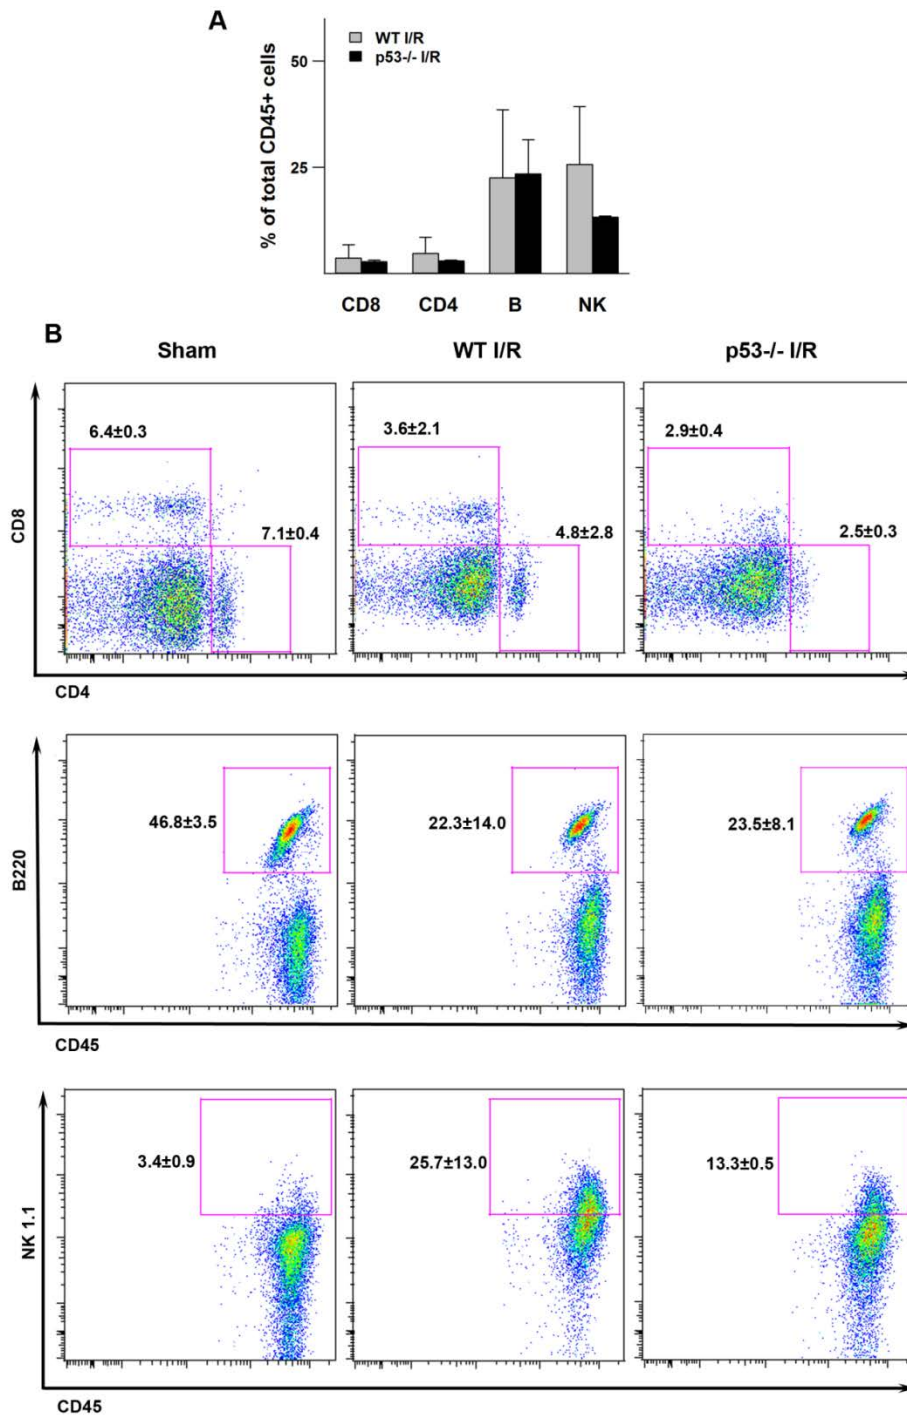 A
WT I/R
p53-/- I/R
50
25
% of total CD45+ cells
CD8 CD4 B NK
B
Sham WT I/R p53-/- I/R
6.4±0.3 3.6±2.1 2.9±0.4
7.1±0.4 4.8±2.8 2.5±0.3
CD8
CD4
46.8±3.5 22.3±14.0 23.5±8.1
B220
CD45
3.4±0.9 25.7±13.0 13.3±0.5
NK 1.1
CD45